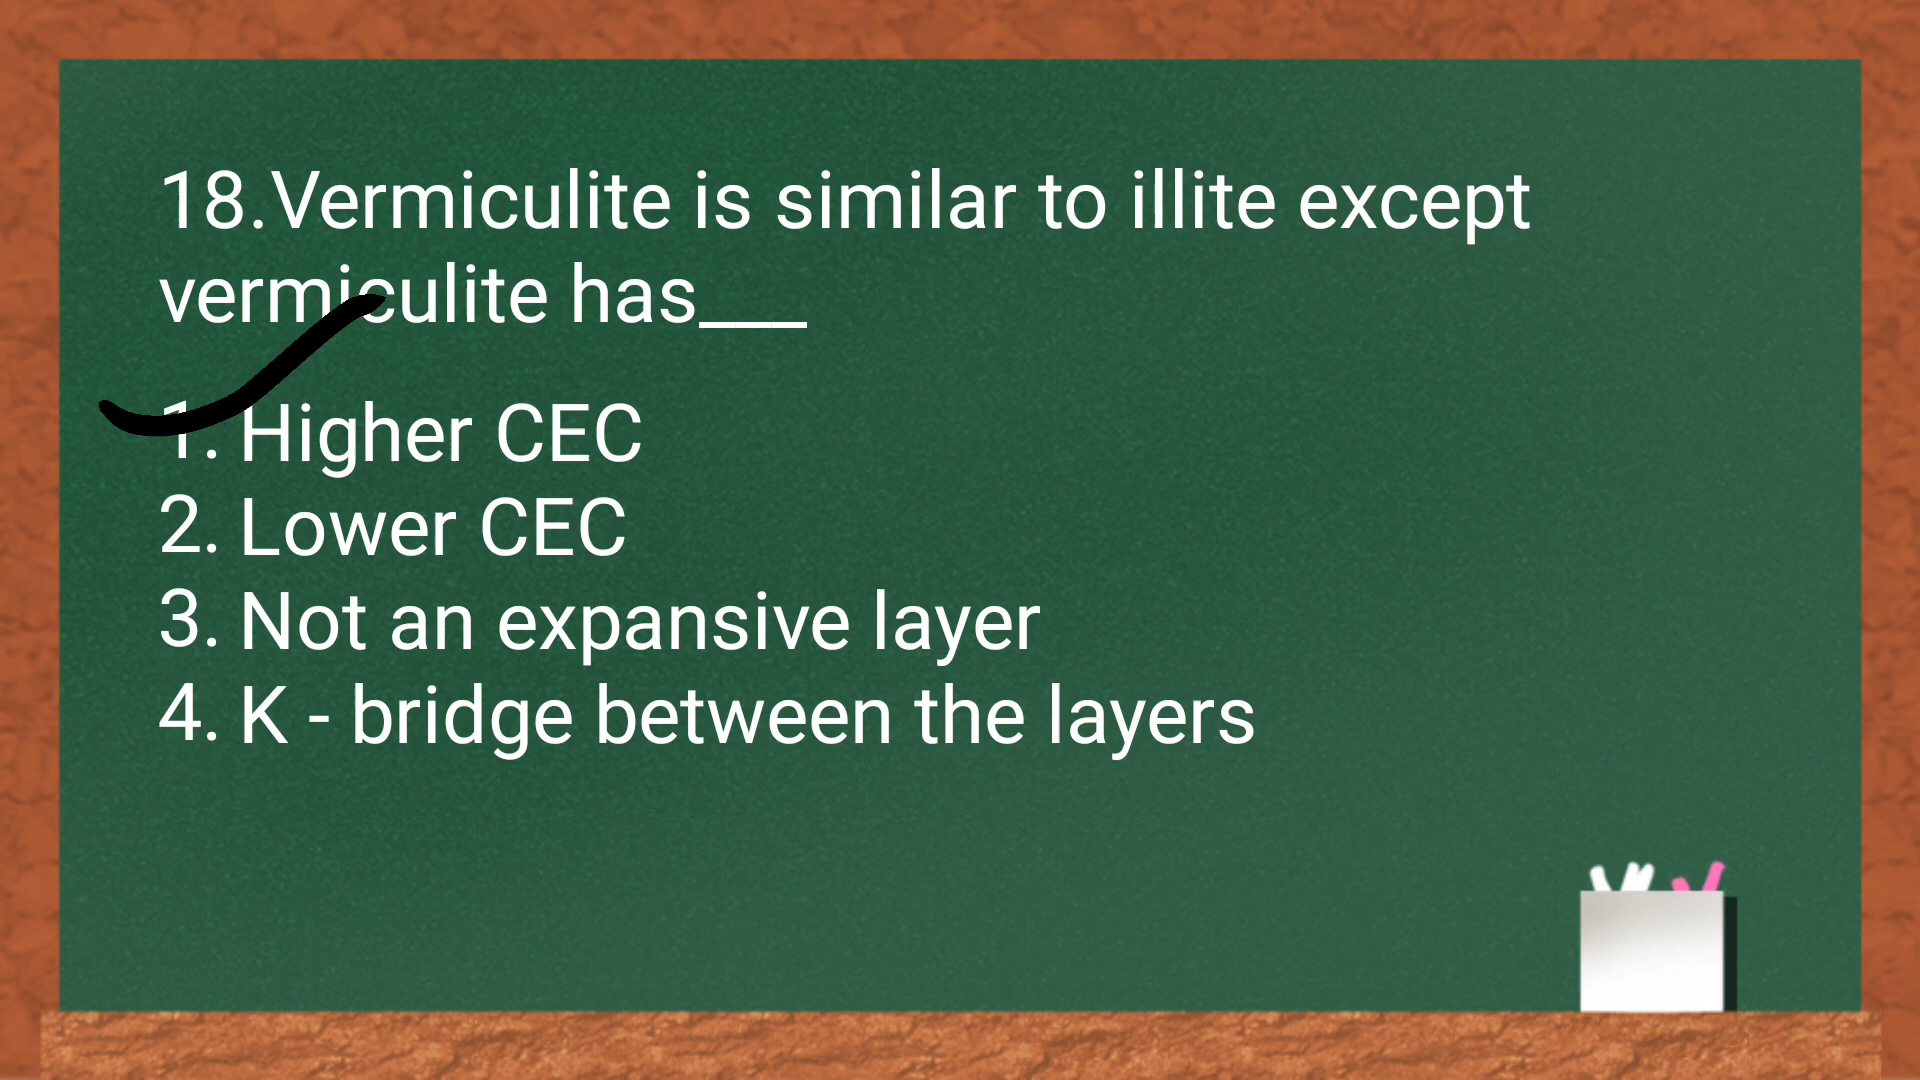 18.Vermiculite is similar to illite except
vermiculite has___
1. Higher CEC
2. Lower CEC
3. Not an expansive layer
4. K - bridge between the layers